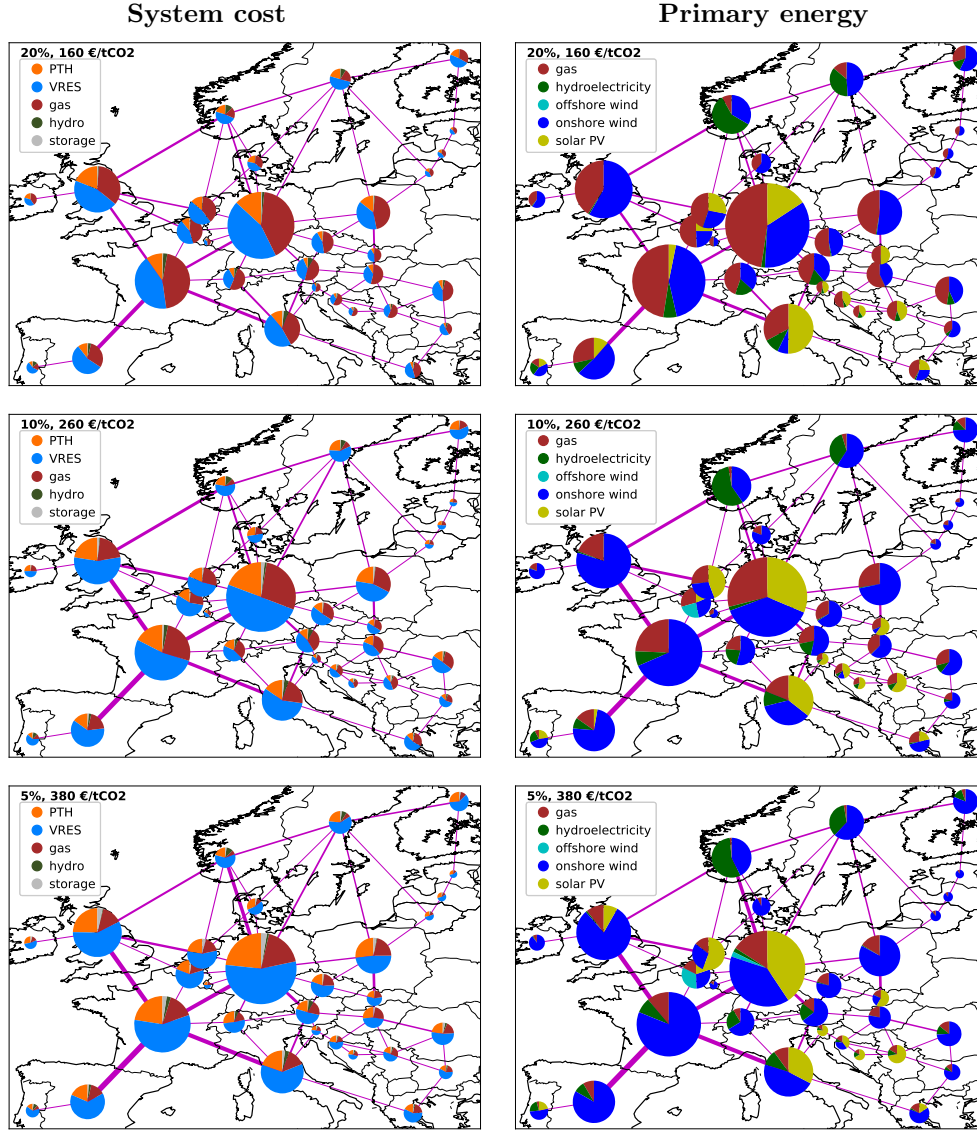 System cost
Primary energy
20%, 160 €/tCO2
PTH
VRES
gas
hydro
storage
20%, 160 €/tCO2
gas
hydroelectricity
offshore wind
onshore wind
solar PV
10%, 260 €/tCO2
PTH
VRES
gas
hydro
storage
10%, 260 €/tCO2
gas
hydroelectricity
offshore wind
onshore wind
solar PV
5%, 380 €/tCO2
PTH
VRES
gas
hydro
storage
5%, 380 €/tCO2
gas
hydroelectricity
offshore wind
onshore wind
solar PV